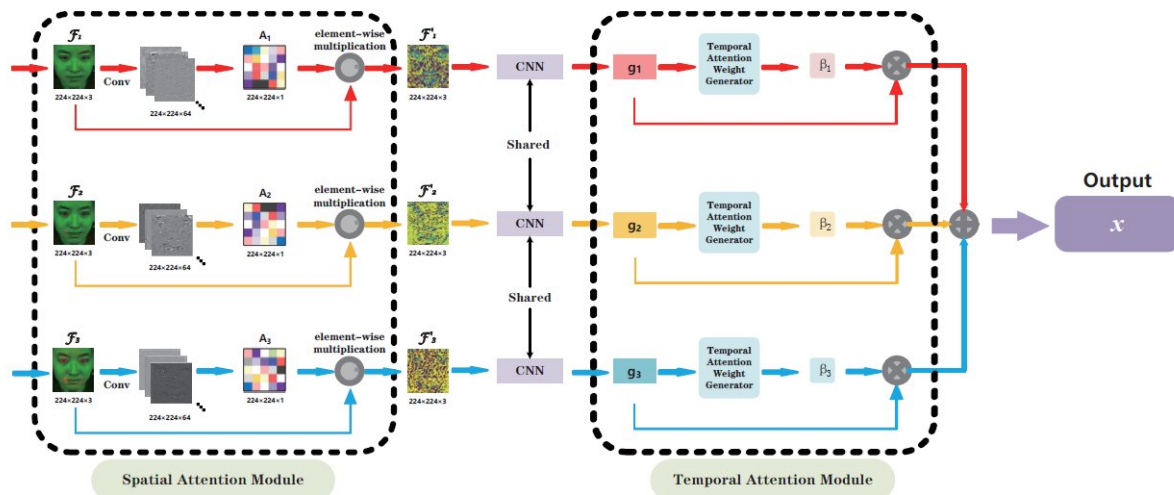 𝓕₁
A₁
element-wise
multiplication
𝓕'₁
Conv
224×224×3
224×224×64
224×224×1
224×224×3
CNN
g₁
Temporal
Attention
Weight
Generator
β₁
Shared
𝓕₂
A₂
element-wise
multiplication
𝓕'₂
Conv
224×224×3
224×224×64
224×224×1
224×224×3
CNN
g₂
Temporal
Attention
Weight
Generator
β₂
Output
x
Shared
𝓕₃
A₃
element-wise
multiplication
𝓕'₃
Conv
224×224×3
224×224×64
224×224×1
224×224×3
CNN
g₃
Temporal
Attention
Weight
Generator
β₃
Spatial Attention Module
Temporal Attention Module